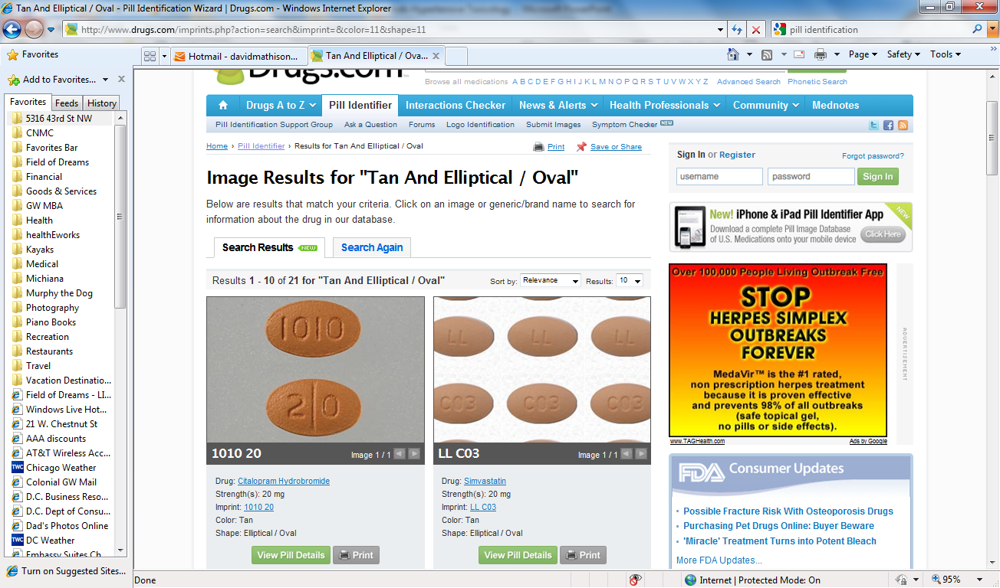 Tan And Elliptical / Oval - Pill Identification Wizard | Drugs.com - Windows Internet Explorer
http://www.drugs.com/imprints.php?action=search&imprint=&color=11&shape=11
pill identification
Favorites
Hotmail - davidmathison...
Tan And Elliptical / Ova...
Page
Safety
Tools
Add to Favorites...
Favorites
Feeds
History
5316 43rd St NW
CNMC
Favorites Bar
Field of Dreams
Financial
Goods & Services
GW MBA
Health
healthEworks
Kayaks
Medical
Michiana
Murphy the Dog
Photography
Piano Books
Recreation
Restaurants
Travel
Vacation Destinatio...
Field of Dreams - LI...
Windows Live Hot...
21 W. Chestnut St
AAA discounts
AT&T Wireless Acc...
TWC Chicago Weather
Colonial GW Mail
D.C. Business Reso...
D.C. Dept of Consu...
Dad's Photos Online
TWC DC Weather
Embassy Suites Ch...
Turn on Suggested Sites...
Drugs.com
Browse all medications A B C D E F G H I J K L M N O P Q R S T U V W X Y Z Advanced Search Phonetic Search
Drugs A to Z
Pill Identifier
Interactions Checker
News & Alerts
Health Professionals
Community
Mednotes
Pill Identification Support Group
Ask a Question
Forums
Logo Identification
Submit Images
Symptom Checker NEW
Home › Pill Identifier › Results for Tan And Elliptical / Oval
Print
Save or Share
Image Results for "Tan And Elliptical / Oval"
Below are results that match your criteria. Click on an image or generic/brand name to search for
information about the drug in our database.
Search Results NEW
Search Again
Results 1 - 10 of 21 for "Tan And Elliptical / Oval"
Sort by: Relevance
Results: 10
1010
2 0
1010 20
Image 1 / 1
Drug: Citalopram Hydrobromide
Strength(s): 20 mg
Imprint: 1010 20
Color: Tan
Shape: Elliptical / Oval
View Pill Details
Print
LL LL LL
C03 C03 C03
LL C03
Image 1 / 1
Drug: Simvastatin
Strength(s): 20 mg
Imprint: LL C03
Color: Tan
Shape: Elliptical / Oval
View Pill Details
Print
Sign In or Register
Forgot password?
username
password
Sign In
New! iPhone & iPad Pill Identifier App
Download a complete Pill Image Database
of U.S. Medications onto your mobile device
Click Here
NEW
Over 100,000 People Living Outbreak Free
STOP
HERPES SIMPLEX
OUTBREAKS
FOREVER
MedaVir™ is the #1 rated,
non prescription herpes treatment
because it is proven effective
and prevents 98% of all outbreaks
(safe topical gel,
no pills or side effects).
www.TAGHealth.com
Ads by Google
ADVERTISEMENT
FDA Consumer Updates
Possible Fracture Risk With Osteoporosis Drugs
Purchasing Pet Drugs Online: Buyer Beware
'Miracle' Treatment Turns into Potent Bleach
More FDA Updates...
Done
Internet | Protected Mode: On
95%